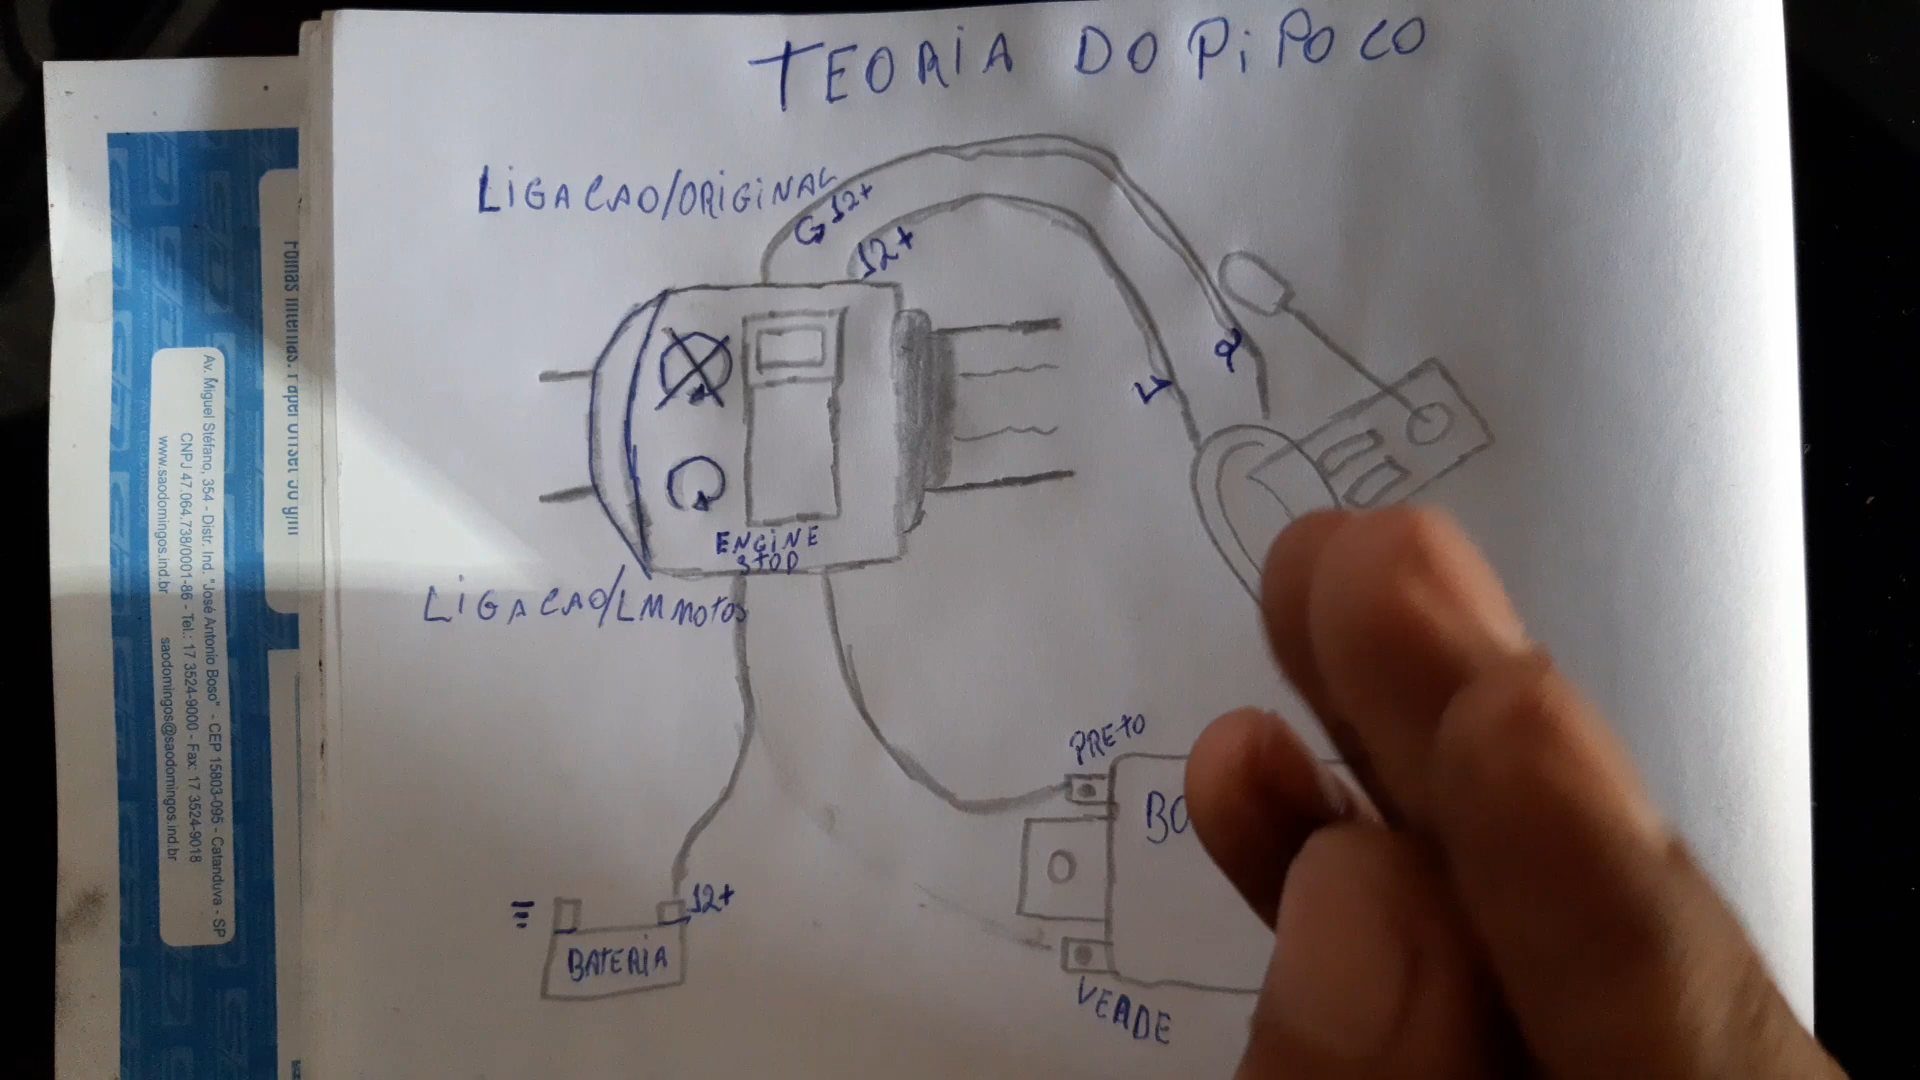 TEORIA DO PIPOCO
LIGACAO/ORIGINAL
G 12+
12+
1
2
ENGINE
STOP
LIGACAO/LM MOTOS
PRETO
BO
12+
BATERIA
VERDE
Av. Miguel Stéfano, 354 - Distr. Ind. "José Antonio Boso" - CEP 15803-095 - Catanduva - SP
CNPJ 47.064.738/0001-86 - Tel.: 17 3524-9000 - Fax: 17 3524-9018
www.saodomingos.ind.br saodomingos@saodomingos.ind.br